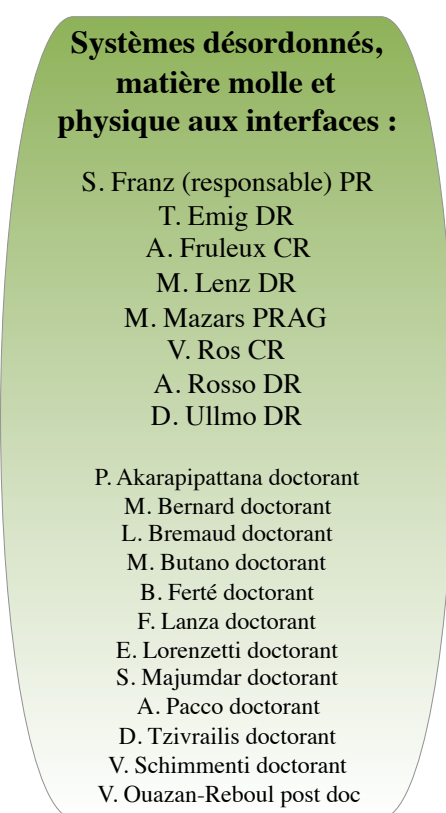 Systèmes désordonnés,
matière molle et
physique aux interfaces :
S. Franz (responsable) PR
T. Emig DR
A. Fruleux CR
M. Lenz DR
M. Mazars PRAG
V. Ros CR
A. Rosso DR
D. Ullmo DR
P. Akarapipattana doctorant
M. Bernard doctorant
L. Bremaud doctorant
M. Butano doctorant
B. Ferté doctorant
F. Lanza doctorant
E. Lorenzetti doctorant
S. Majumdar doctorant
A. Pacco doctorant
D. Tzivrailis doctorant
V. Schimmenti doctorant
V. Ouazan-Reboul post doc